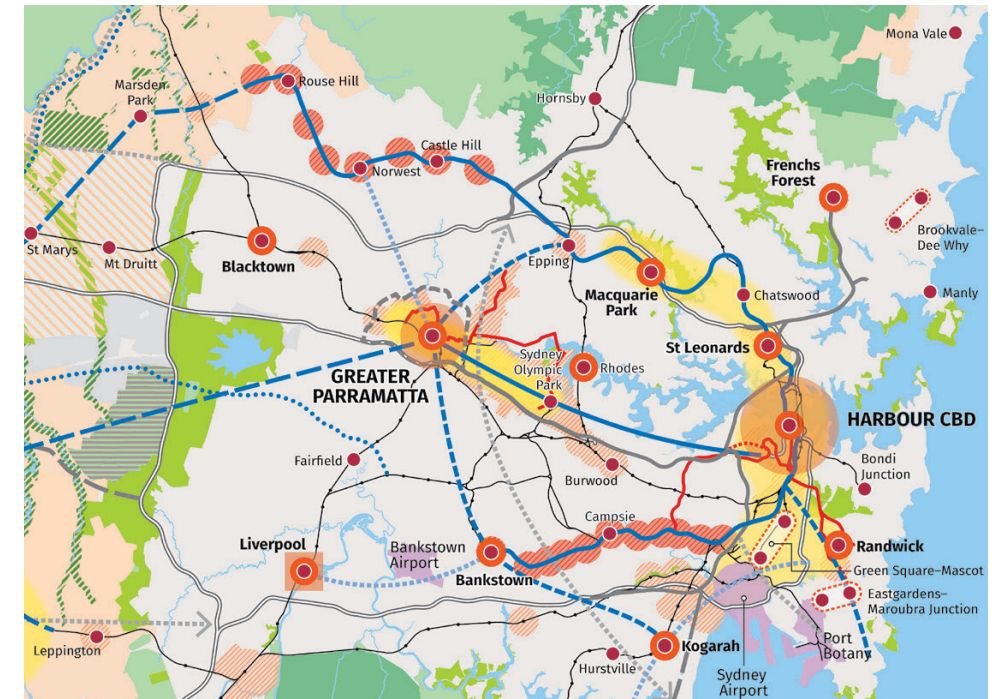 Mona Vale
Marsden
Park
Rouse Hill
Hornsby
Castle Hill
Norwest
Frenchs
Forest
Brookvale–
Dee Why
St Marys
Mt Druitt
Blacktown
Epping
Macquarie
Park
Chatswood
Manly
St Leonards
Sydney
Olympic
Park
Rhodes
GREATER
PARRAMATTA
HARBOUR CBD
Bondi
Junction
Fairfield
Burwood
Campsie
Liverpool
Bankstown
Airport
Bankstown
Randwick
Green Square–Mascot
Eastgardens–
Maroubra Junction
Leppington
Kogarah
Hurstville
Port
Botany
Sydney
Airport